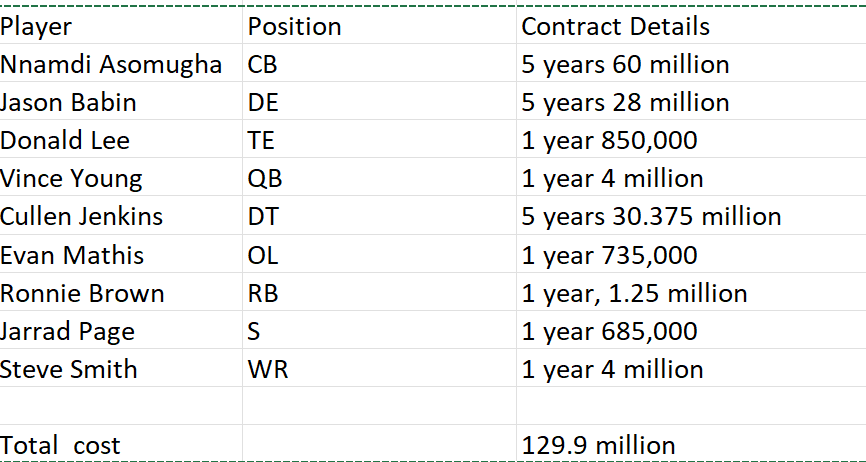 Player Position Contract Details
Nnamdi Asomugha CB 5 years 60 million
Jason Babin DE 5 years 28 million
Donald Lee TE 1 year 850,000
Vince Young QB 1 year 4 million
Cullen Jenkins DT 5 years 30.375 million
Evan Mathis OL 1 year 735,000
Ronnie Brown RB 1 year, 1.25 million
Jarrad Page S 1 year 685,000
Steve Smith WR 1 year 4 million
Total cost 129.9 million